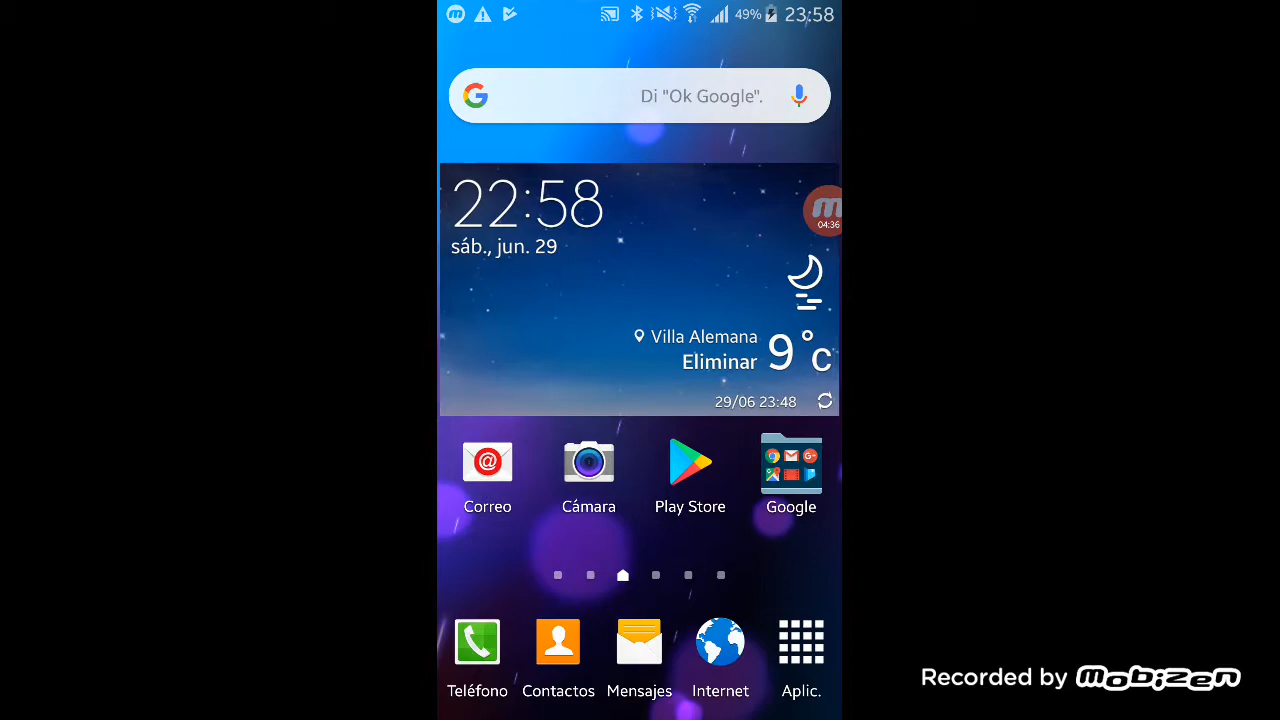 49% 23:58
G Di "Ok Google".
22:58
sáb., jun. 29
04:36
Villa Alemana
Eliminar 9°C
29/06 23:48
Correo Cámara Play Store Google
Teléfono Contactos Mensajes Internet Aplic.
Recorded by mobizen